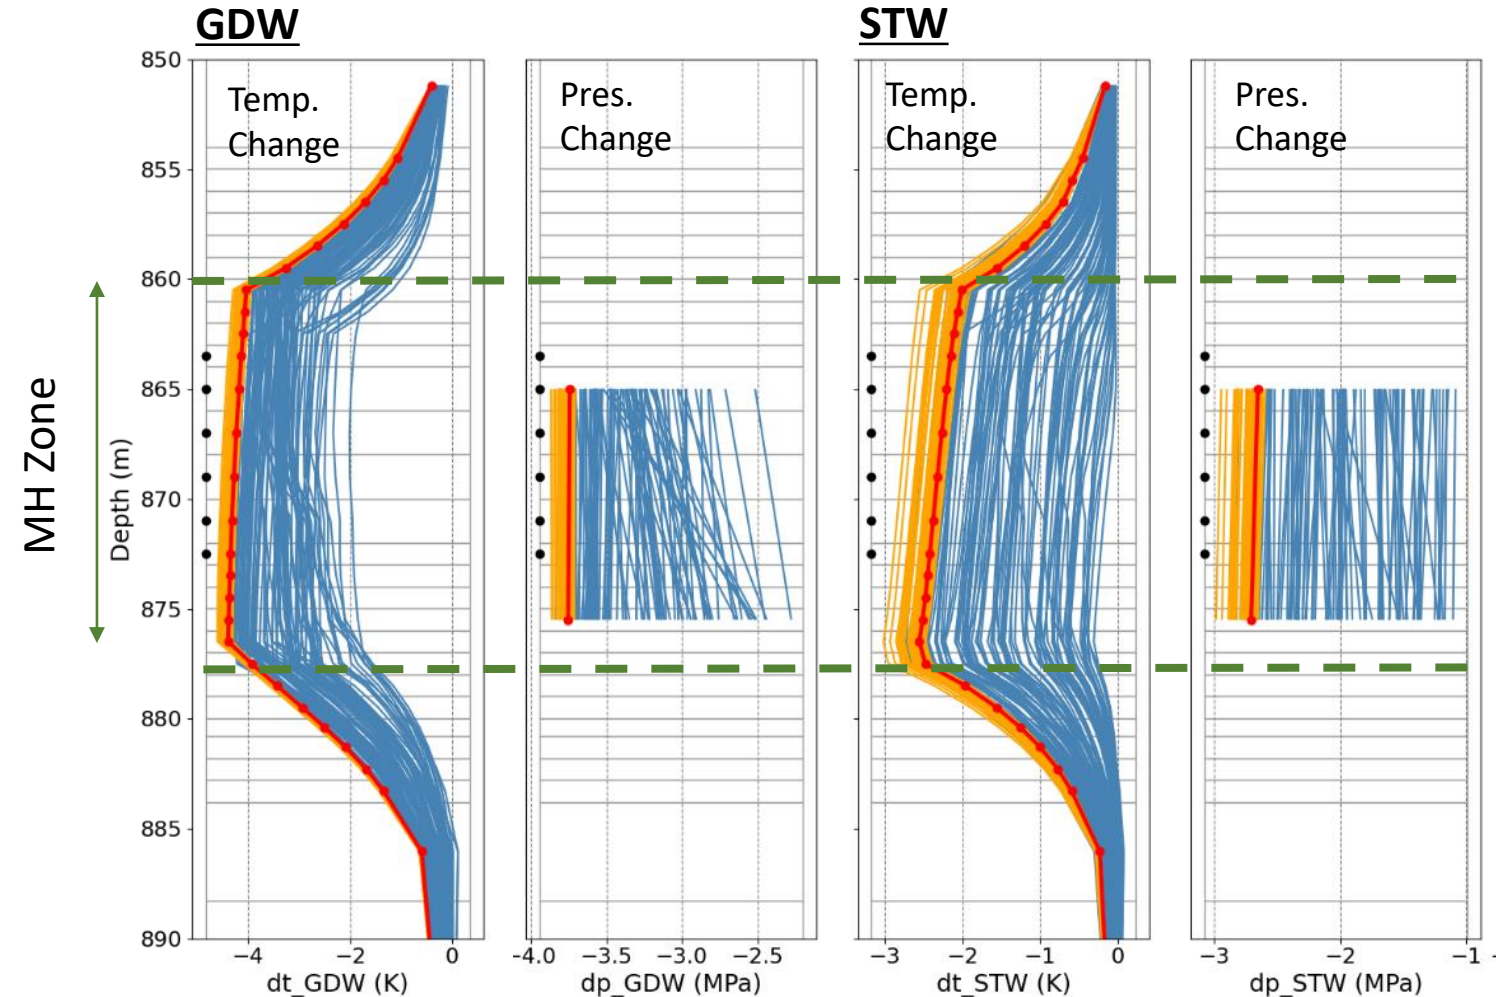 GDW
STW
Temp.
Change
Pres.
Change
Temp.
Change
Pres.
Change
850
855
860
865
870
875
880
885
890
MH Zone
Depth (m)
−4
−2
0
-4.0
−3.5
−3.0
−2.5
−3
−2
−1
0
−3
−2
−1
dt_GDW (K)
dp_GDW (MPa)
dt_STW (K)
dp_STW (MPa)